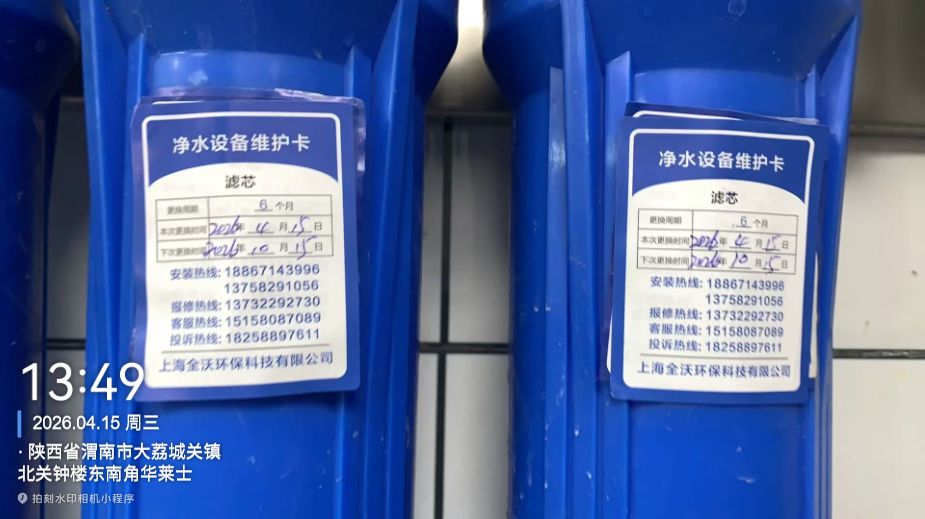 净水设备维护卡
滤芯
更换周期 6 个月
本次更换时间 2026年 4 月 15 日
下次更换时间 2026年 10 月 15 日
安装热线: 18867143996
13758291056
报修热线: 13732292730
客服热线: 15158087089
投诉热线: 18258897611
上海全沃环保科技有限公司
净水设备维护卡
滤芯
更换周期 6 个月
本次更换时间 2026年 4 月 15 日
下次更换时间 2026年 10 月 15 日
安装热线: 18867143996
13758291056
报修热线: 13732292730
客服热线: 15158087089
投诉热线: 18258897611
上海全沃环保科技有限公司
13:49
2026.04.15 周三
· 陕西省渭南市大荔城关镇
北关钟楼东南角华莱士
拍刻水印相机小程序